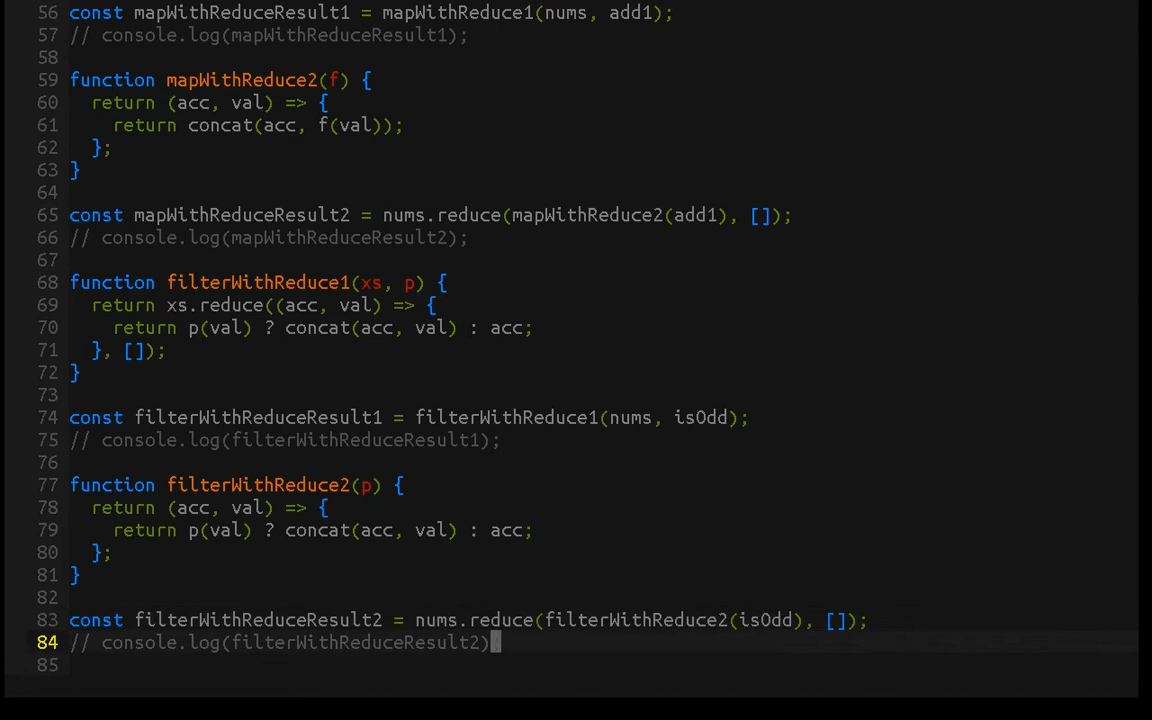 56 const mapWithReduceResult1 = mapWithReduce1(nums, add1);
57 // console.log(mapWithReduceResult1);
58
59 function mapWithReduce2(f) {
60   return (acc, val) => {
61     return concat(acc, f(val));
62   };
63 }
64
65 const mapWithReduceResult2 = nums.reduce(mapWithReduce2(add1), []);
66 // console.log(mapWithReduceResult2);
67
68 function filterWithReduce1(xs, p) {
69   return xs.reduce((acc, val) => {
70     return p(val) ? concat(acc, val) : acc;
71   }, []);
72 }
73
74 const filterWithReduceResult1 = filterWithReduce1(nums, isOdd);
75 // console.log(filterWithReduceResult1);
76
77 function filterWithReduce2(p) {
78   return (acc, val) => {
79     return p(val) ? concat(acc, val) : acc;
80   };
81 }
82
83 const filterWithReduceResult2 = nums.reduce(filterWithReduce2(isOdd), []);
84 // console.log(filterWithReduceResult2);
85